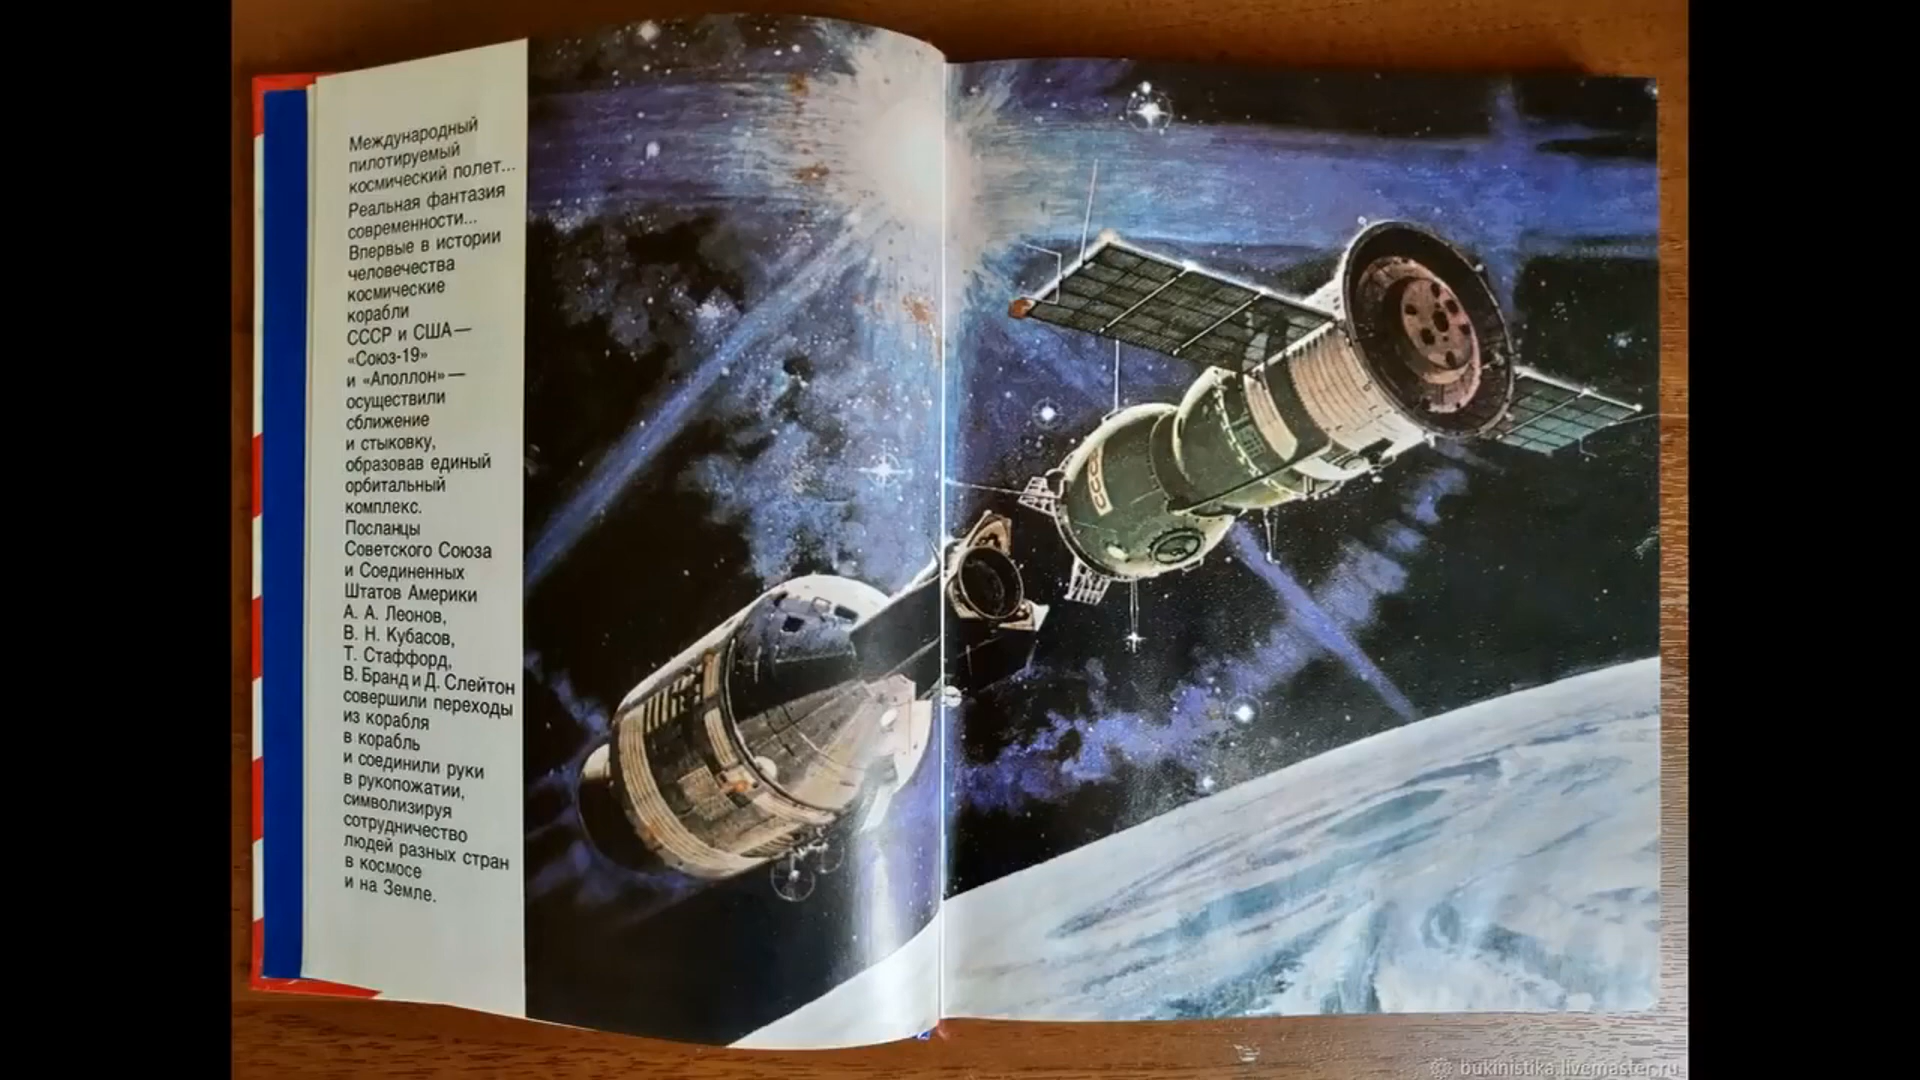 Международный
пилотируемый
космический полет...
Реальная фантазия
современности...
Впервые в истории
человечества
космические
корабли
СССР и США—
«Союз-19»
и «Аполлон»—
осуществили
сближение
и стыковку,
образовав единый
орбитальный
комплекс.
Посланцы
Советского Союза
и Соединенных
Штатов Америки
А. А. Леонов,
В. Н. Кубасов,
Т. Стаффорд,
В. Бранд и Д. Слейтон
совершили переходы
из корабля
в корабль
и соединили руки
в рукопожатии,
символизируя
сотрудничество
людей разных стран
в космосе
и на Земле.
СССР
bukinistika.livemaster.ru